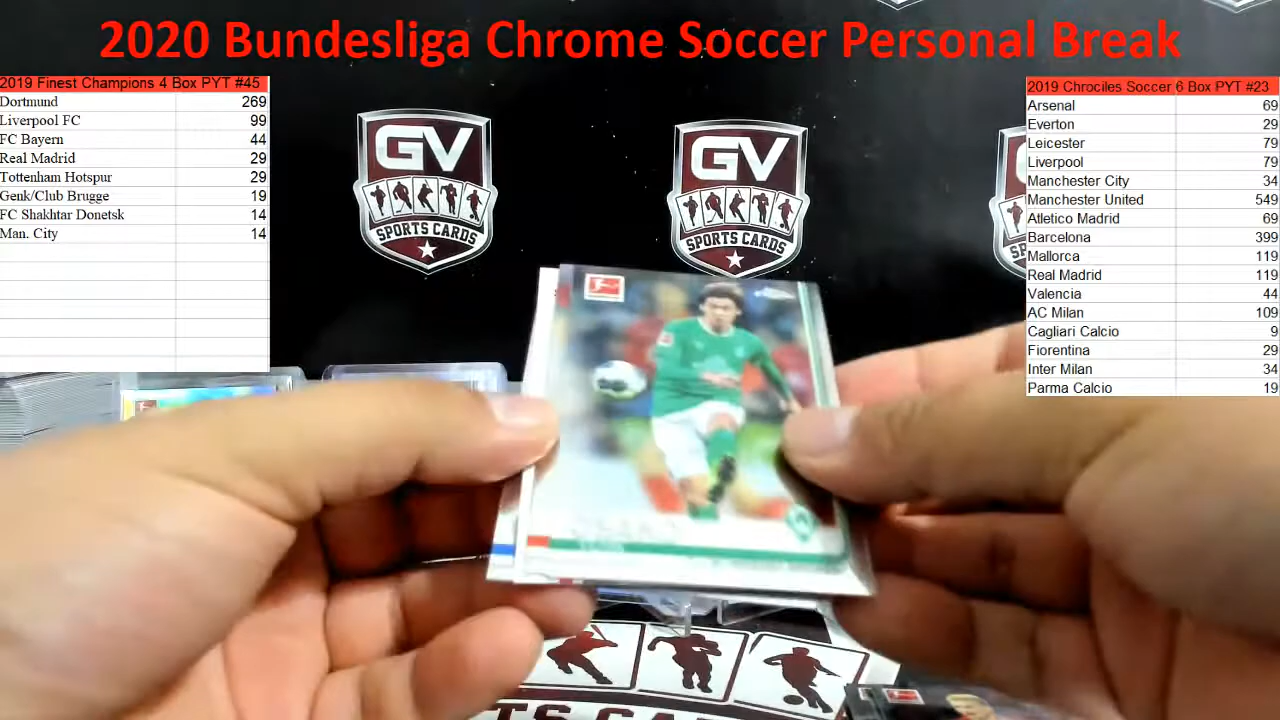 2020 Bundesliga Chrome Soccer Personal Break
2019 Finest Champions 4 Box PYT #45
Dortmund 269
Liverpool FC 99
FC Bayern 44
Real Madrid 29
Tottenham Hotspur 29
Genk/Club Brugge 19
FC Shakhtar Donetsk 14
Man. City 14
2019 Chrociles Soccer 6 Box PYT #23
Arsenal 69
Everton 29
Leicester 79
Liverpool 79
Manchester City 34
Manchester United 549
Atletico Madrid 69
Barcelona 399
Mallorca 119
Real Madrid 119
Valencia 44
AC Milan 109
Cagliari Calcio 9
Fiorentina 29
Inter Milan 34
Parma Calcio 19
GV
SPORTS CARDS
GV
SPORTS CARDS
TS CA